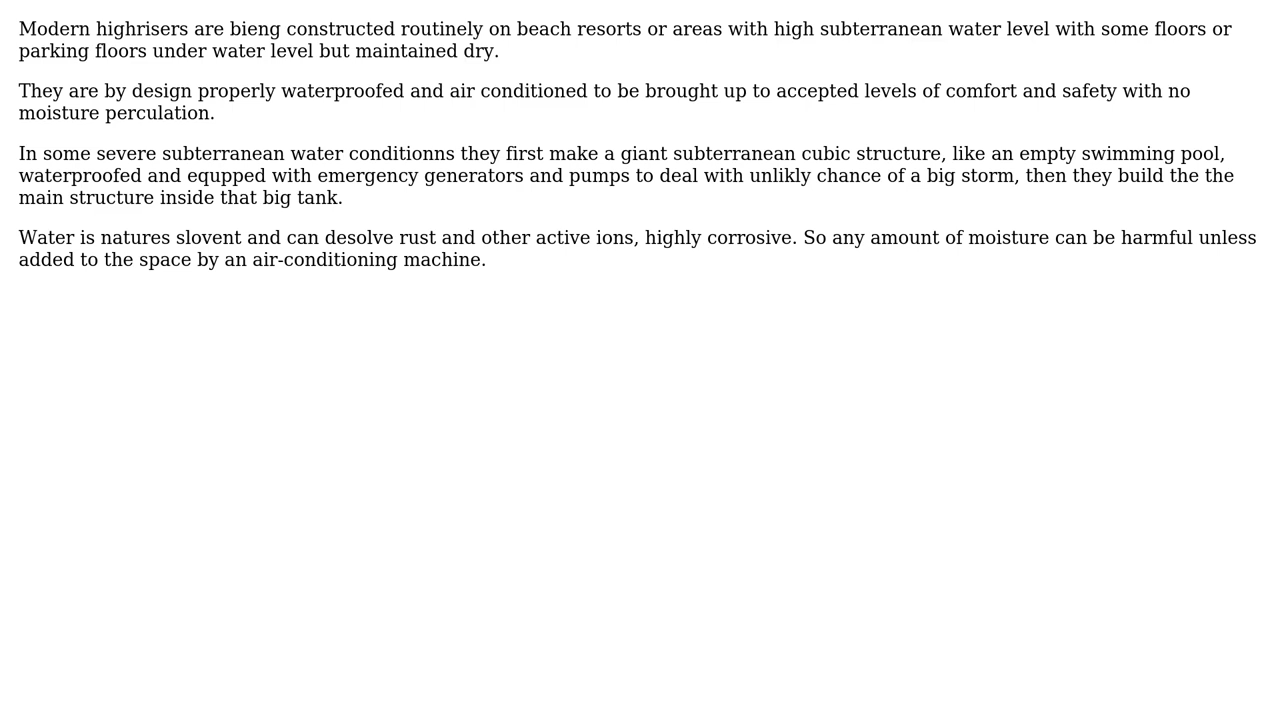 Modern highrisers are bieng constructed routinely on beach resorts or areas with high subterranean water level with some floors or
parking floors under water level but maintained dry.
They are by design properly waterproofed and air conditioned to be brought up to accepted levels of comfort and safety with no
moisture perculation.
In some severe subterranean water conditionns they first make a giant subterranean cubic structure, like an empty swimming pool,
waterproofed and equpped with emergency generators and pumps to deal with unlikly chance of a big storm, then they build the the
main structure inside that big tank.
Water is natures slovent and can desolve rust and other active ions, highly corrosive. So any amount of moisture can be harmful unless
added to the space by an air-conditioning machine.